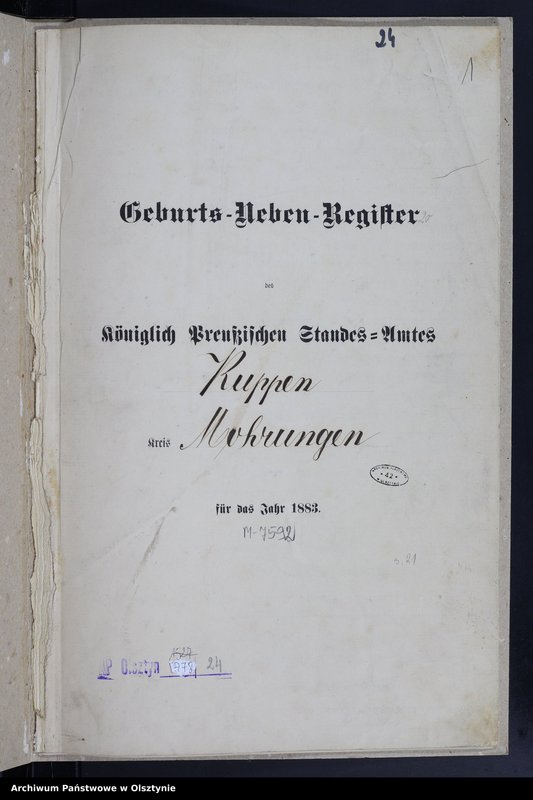 24
1
Geburts-Neben-Register
des
Königlich Preußischen Standes-Amtes
Kuppen
Kreis Mohrungen
42
für das Jahr 1883.
M-7592
AP Olsztyn 24
Archiwum Państwowe w Olsztynie